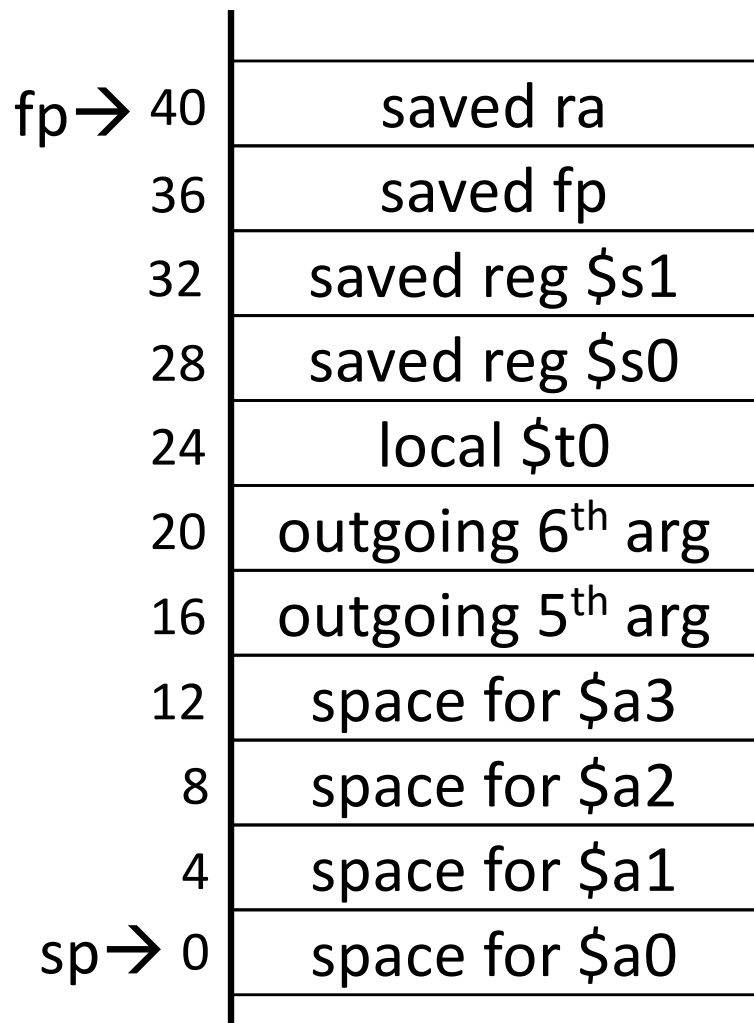 fp→ 40 saved ra
36 saved fp
32 saved reg $s1
28 saved reg $s0
24 local $t0
20 outgoing 6th arg
16 outgoing 5th arg
12 space for $a3
8 space for $a2
4 space for $a1
sp→ 0 space for $a0